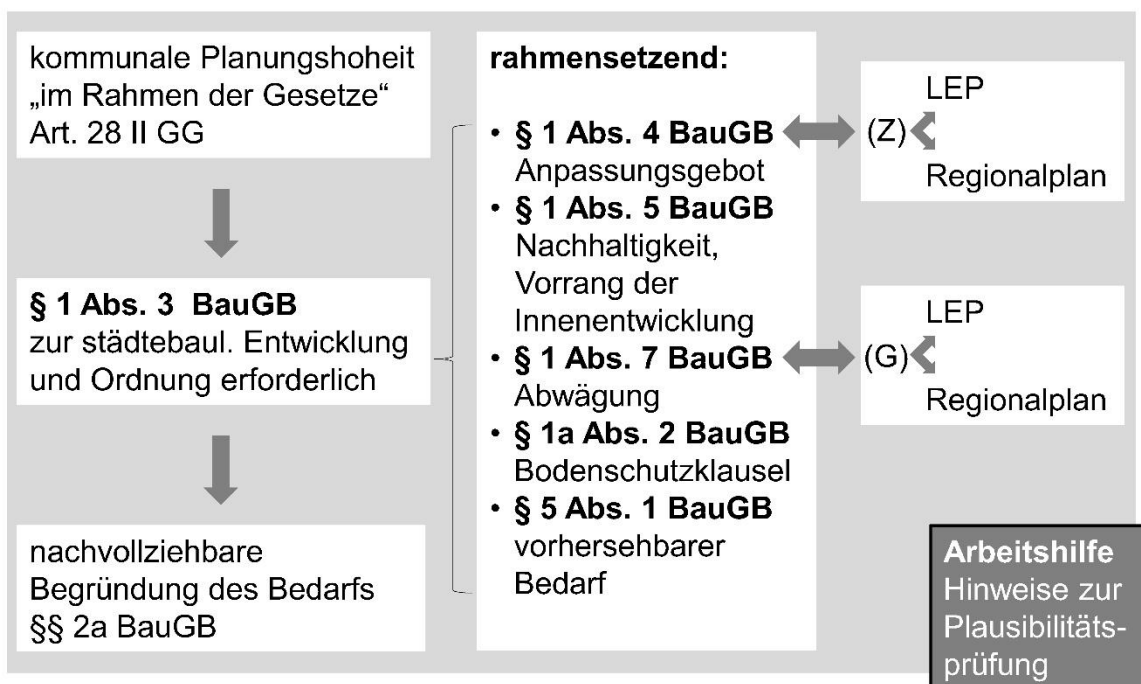 kommunale Planungshoheit
„im Rahmen der Gesetze“
Art. 28 II GG
§ 1 Abs. 3 BauGB
zur städtebaul. Entwicklung
und Ordnung erforderlich
nachvollziehbare
Begründung des Bedarfs
§§ 2a BauGB
rahmensetzend:
• § 1 Abs. 4 BauGB
Anpassungsgebot
• § 1 Abs. 5 BauGB
Nachhaltigkeit,
Vorrang der
Innenentwicklung
• § 1 Abs. 7 BauGB
Abwägung
• § 1a Abs. 2 BauGB
Bodenschutzklausel
• § 5 Abs. 1 BauGB
vorhersehbarer
Bedarf
LEP
(Z)
Regionalplan
LEP
(G)
Regionalplan
Arbeitshilfe
Hinweise zur
Plausibilitäts-
prüfung